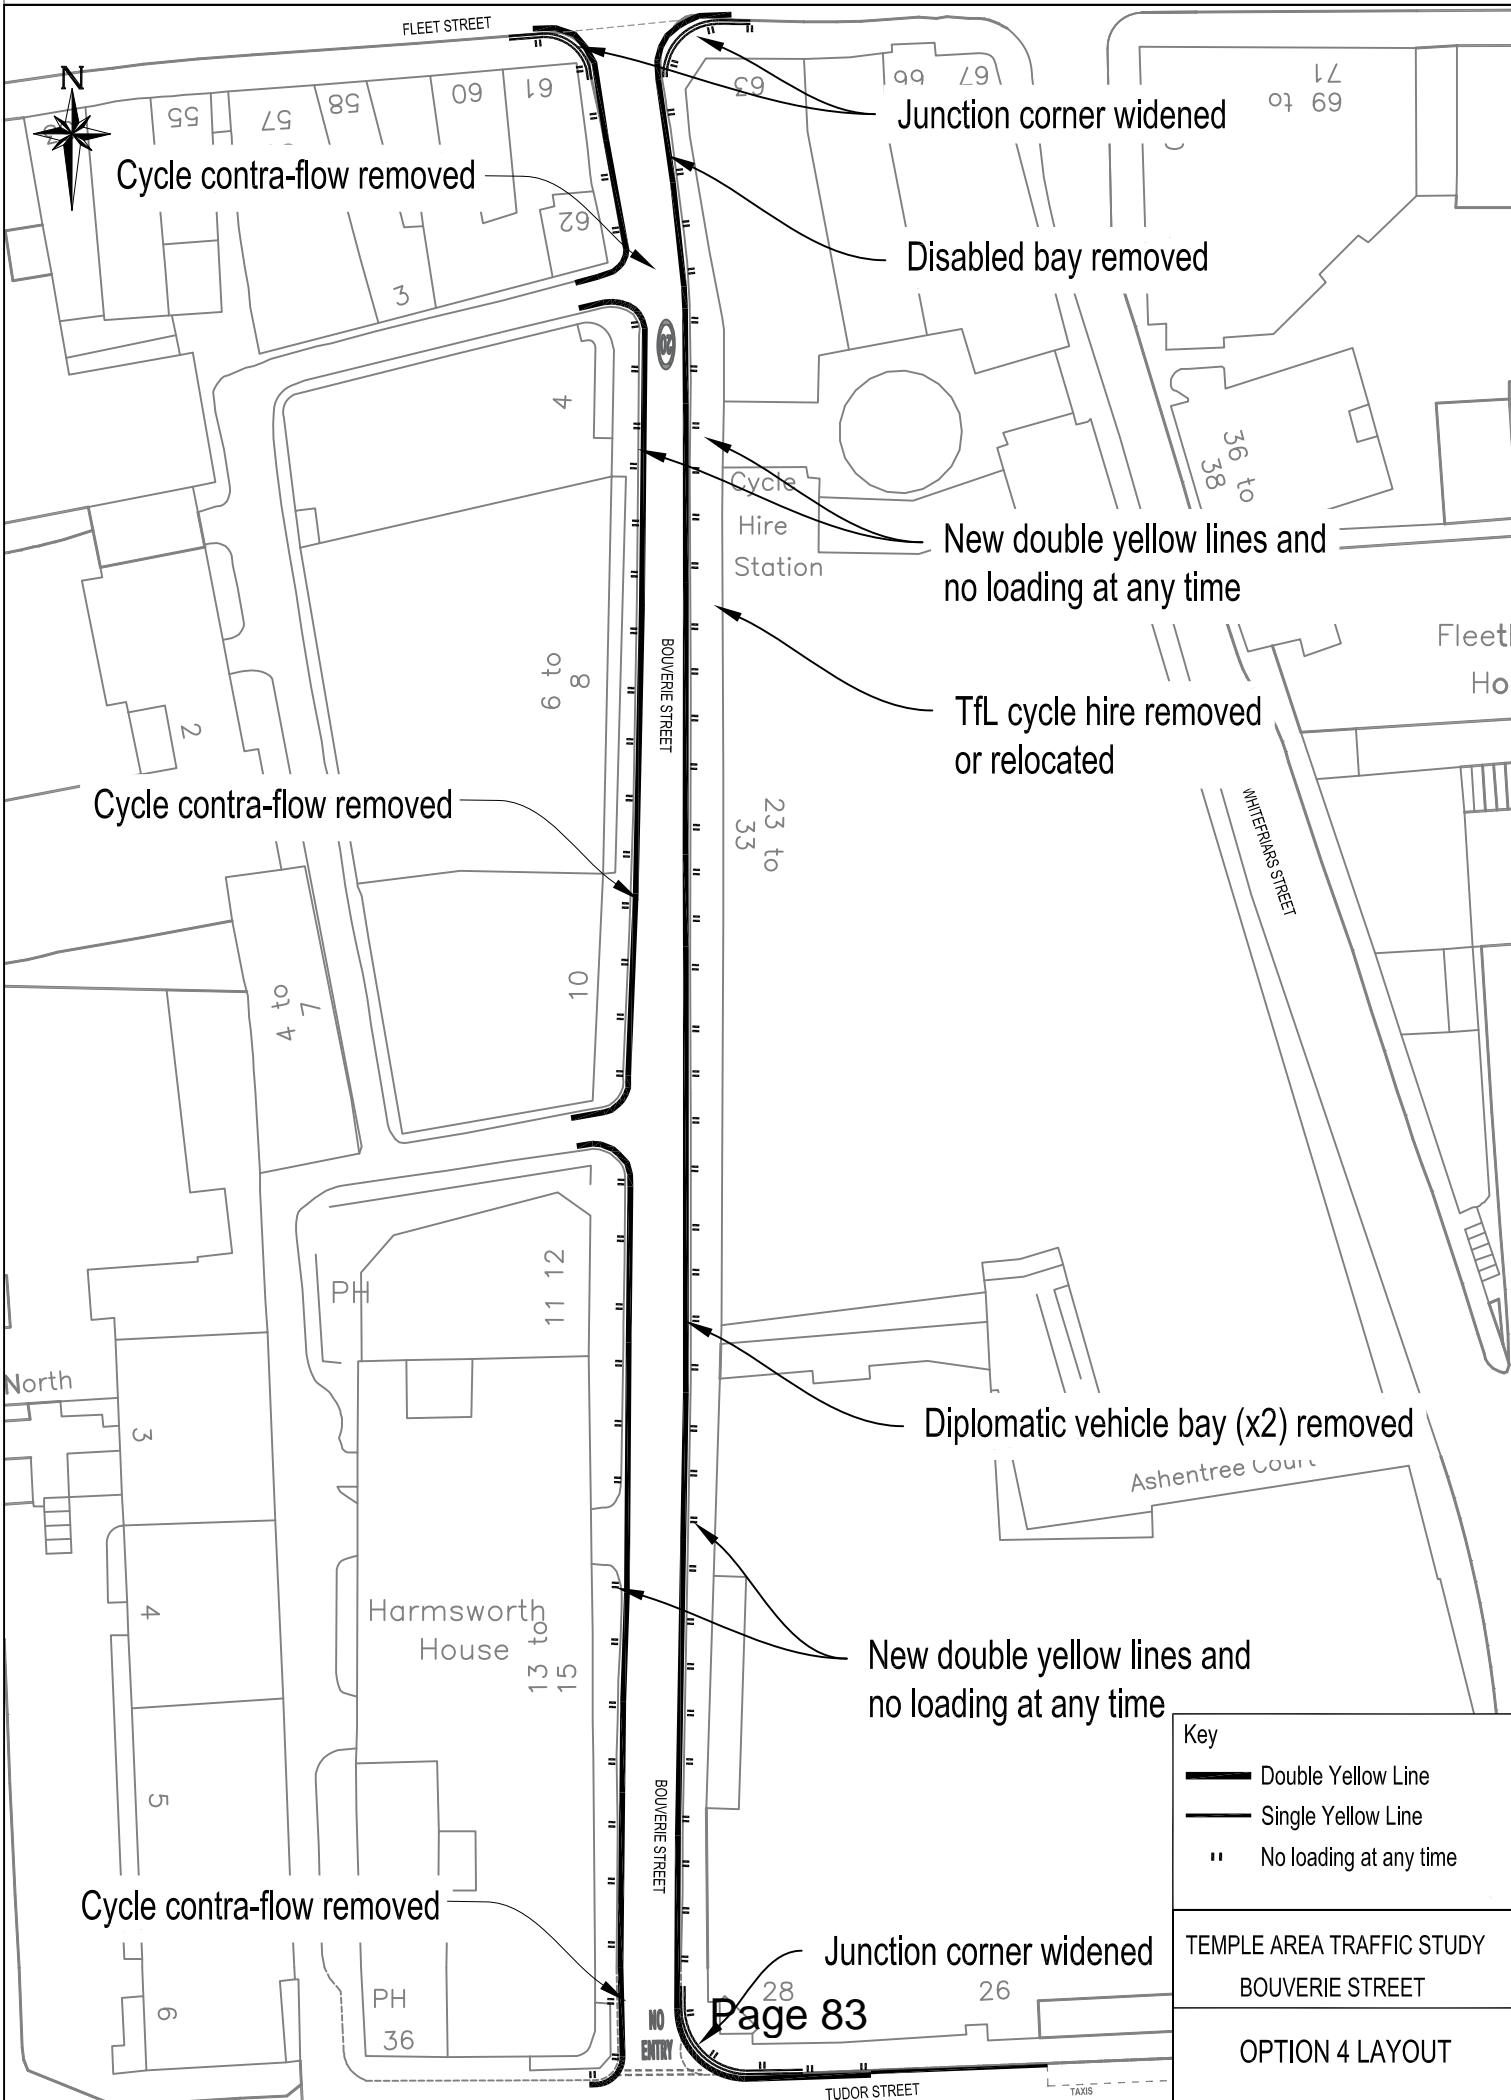 FLEET STREET
N
55
57
58
60
61
62
63
66
67
69 to
71
Junction corner widened
Cycle contra-flow removed
Disabled bay removed
3
20
4
36 to
38
Cycle
Hire
Station
New double yellow lines and
no loading at any time
6 to
8
BOUVERIE STREET
2
TfL cycle hire removed
or relocated
Fleet
Ho
Cycle contra-flow removed
23 to
33
WHITEFRIARS STREET
10
4 to
7
PH
11 12
North
3
Diplomatic vehicle bay (x2) removed
Ashentree Court
Harmsworth
House
13 to
15
4
New double yellow lines and
no loading at any time
5
BOUVERIE STREET
Key
Double Yellow Line
Single Yellow Line
No loading at any time
Cycle contra-flow removed
Junction corner widened
TEMPLE AREA TRAFFIC STUDY
BOUVERIE STREET
6
PH
36
28
26
Page 83
NO
ENTRY
OPTION 4 LAYOUT
TUDOR STREET
TAXIS